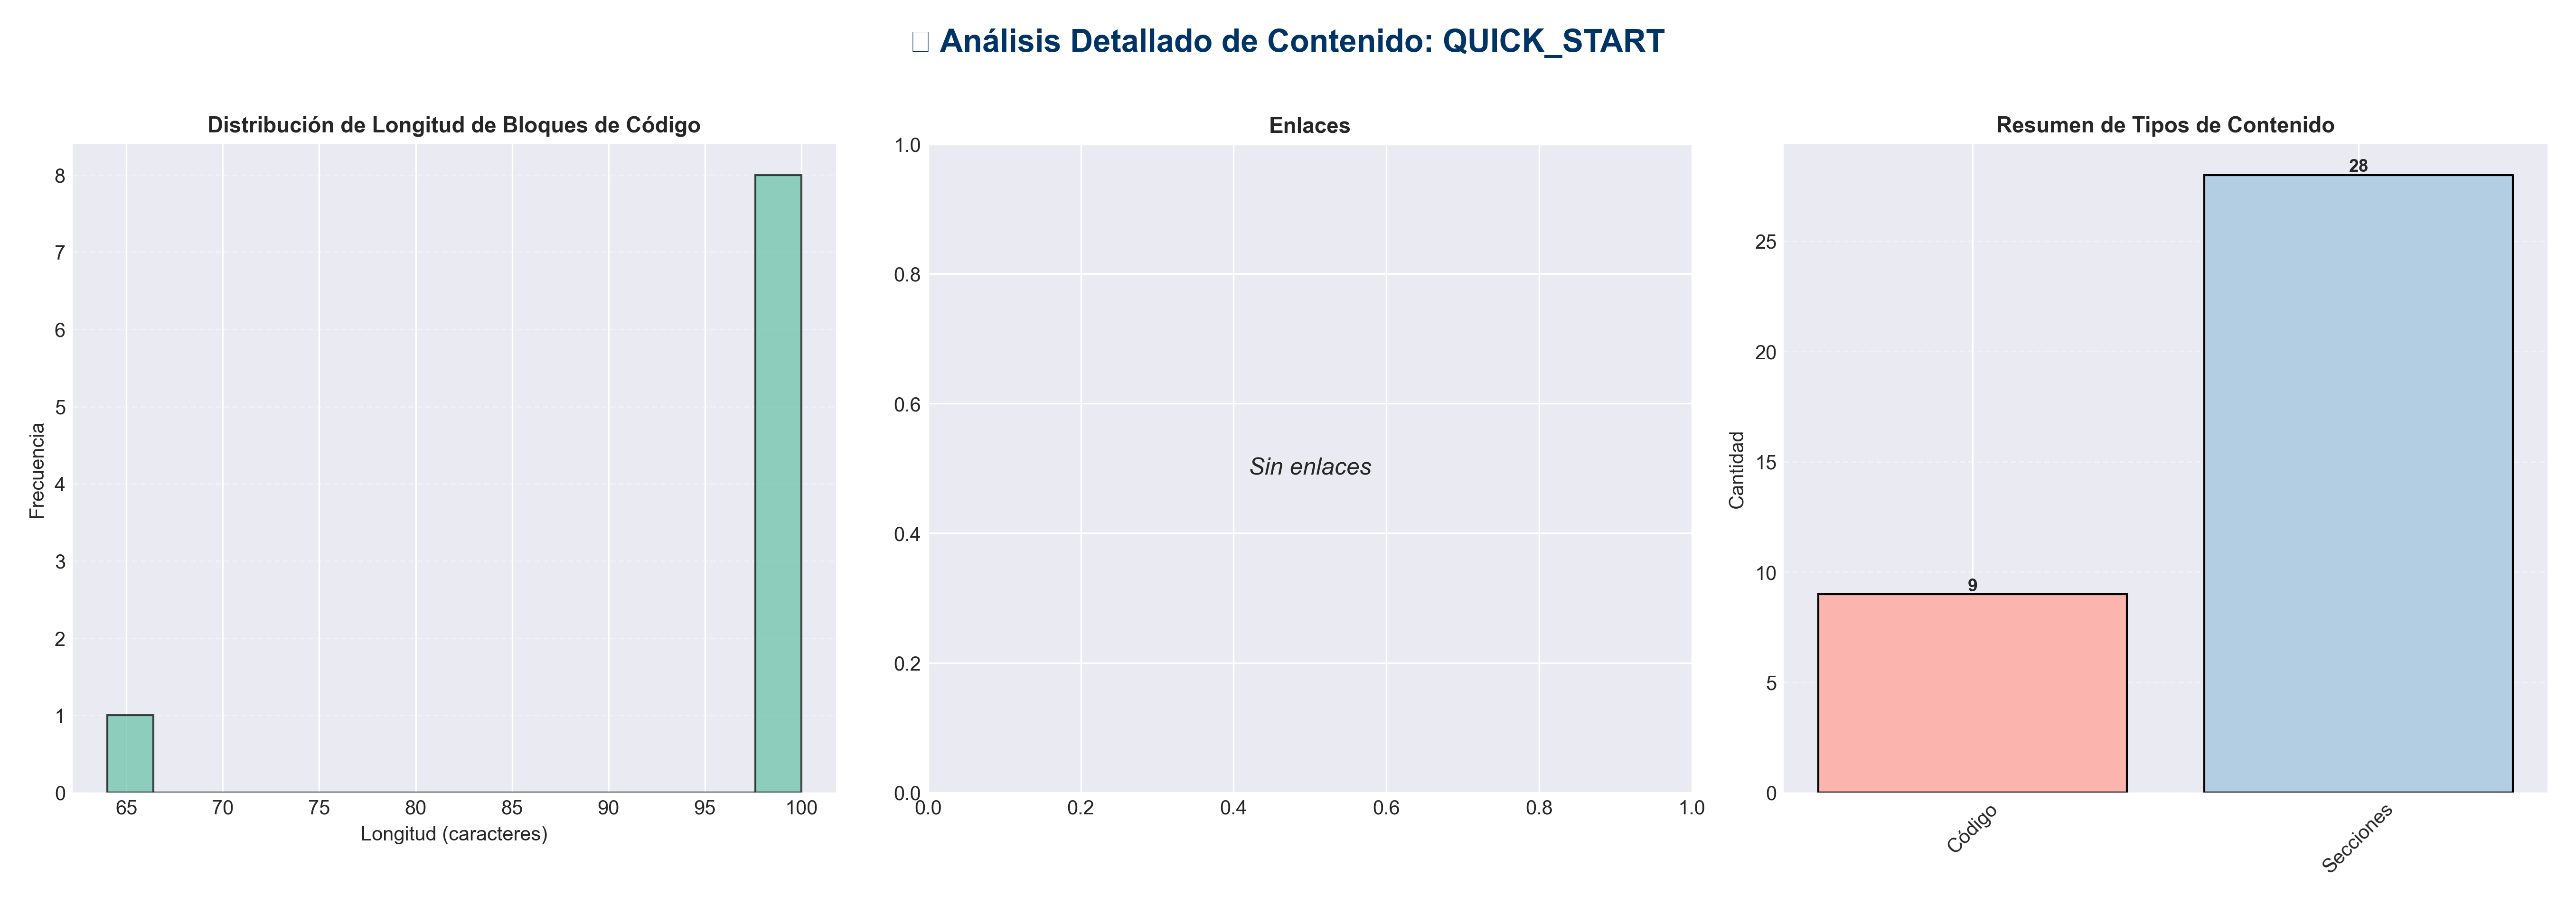 Análisis Detallado de Contenido: QUICK_START
Distribución de Longitud de Bloques de Código
8
7
6
5
4
3
2
1
0
Frecuencia
65 70 75 80 85 90 95 100
Longitud (caracteres)
Enlaces
1.0
0.8
0.6
0.4
0.2
0.0
Sin enlaces
0.0 0.2 0.4 0.6 0.8 1.0
Resumen de Tipos de Contenido
28
25
20
15
10
5
0
9
Cantidad
Código
Secciones